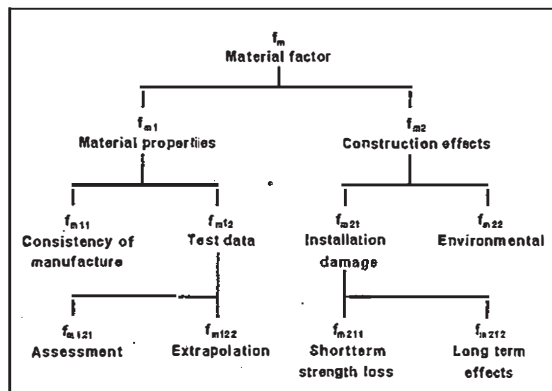 fm
Material factor
fm1
Material properties
fm2
Construction effects
fm11
Consistency of
manufacture
fm12
Test data
fm21
Installation
damage
fm22
Environmental
fm121
Assessment
fm122
Extrapolation
fm211
Shortterm
strength loss
fm212
Long term
effects